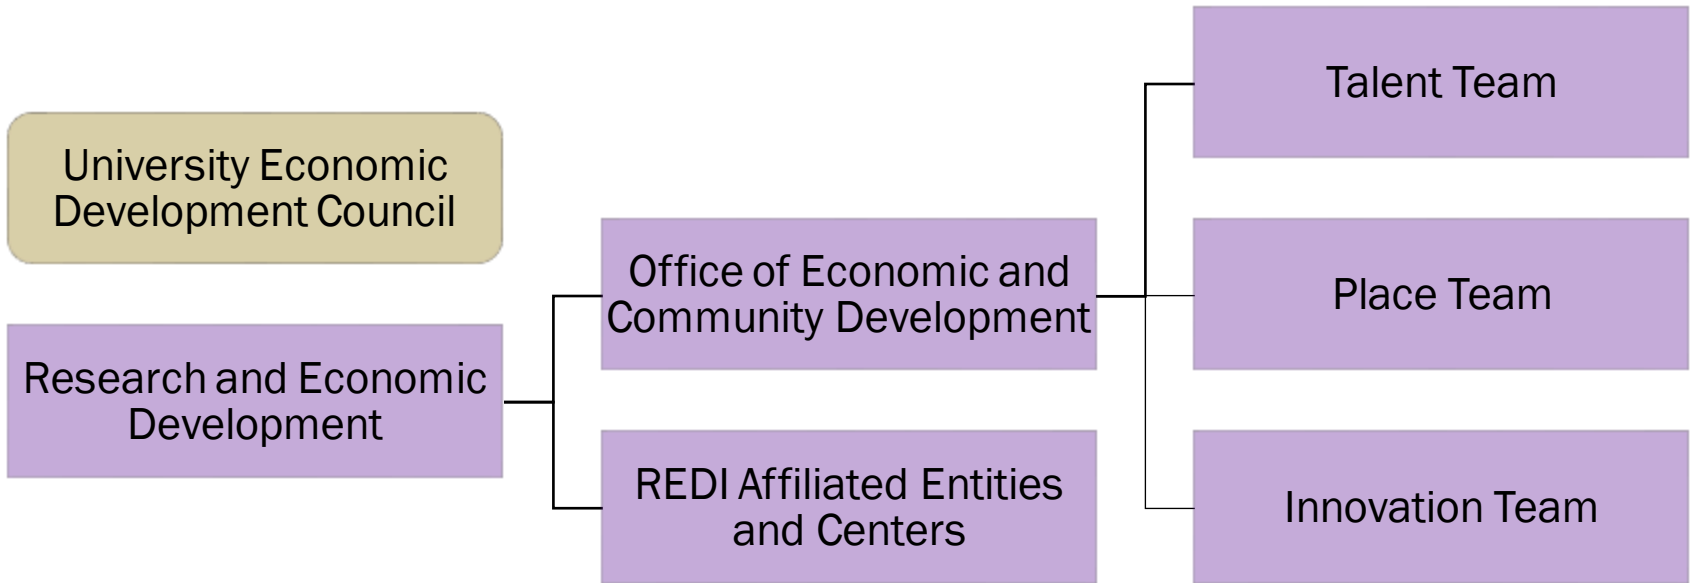 University Economic
Development Council
Research and Economic
Development
Office of Economic and
Community Development
REDI Affiliated Entities
and Centers
Talent Team
Place Team
Innovation Team